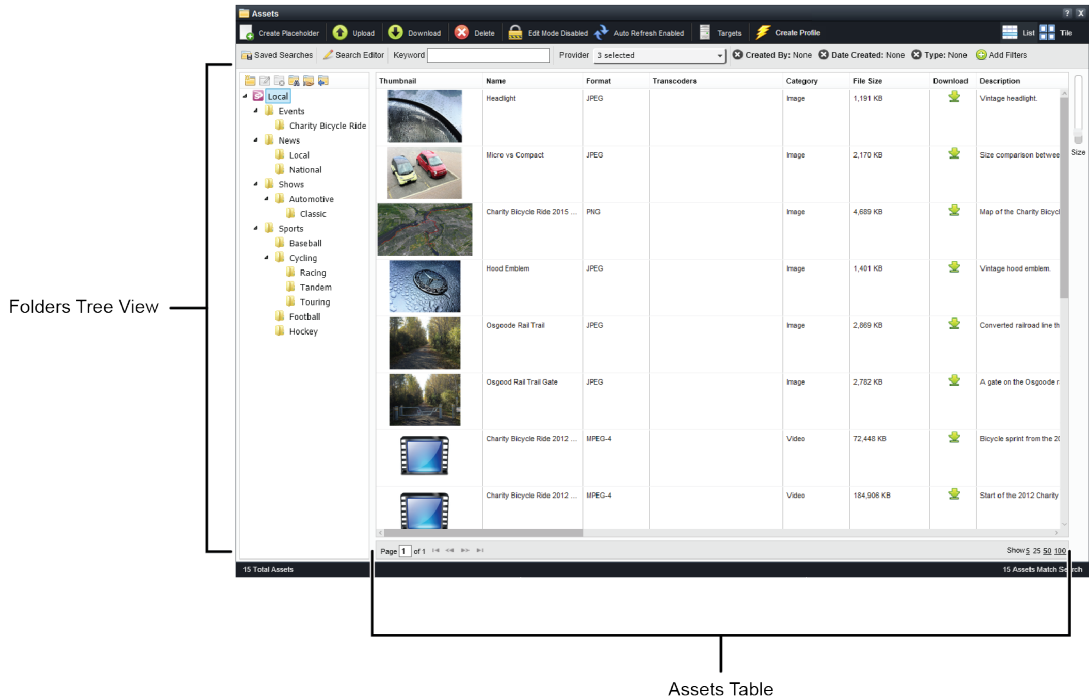 Assets ? X
Create Placeholder Upload Download Delete Edit Mode Disabled Auto Refresh Enabled Targets Create Profile List Tile
Saved Searches Search Editor Keyword Provider 3 selected Created By: None Date Created: None Type: None Add Filters
Thumbnail Name Format Transcoders Category File Size Download Description
Size
Local
Events
Charity Bicycle Ride
News
Local
National
Shows
Automotive
Classic
Sports
Baseball
Cycling
Racing
Tandem
Touring
Football
Hockey
Headlight JPEG Image 1,191 KB Vintage headlight.
Micro vs Compact JPEG Image 2,170 KB Size comparison betwee
Charity Bicycle Ride 2015 ... PNG Image 4,689 KB Map of the Charity Bicycl
Hood Emblem JPEG Image 1,401 KB Vintage hood emblem.
Osgoode Rail Trail JPEG Image 2,869 KB Converted railroad line th
Osgood Rail Trail Gate JPEG Image 2,782 KB A gate on the Osgoode r
Charity Bicycle Ride 2012 ... MPEG-4 Video 72,448 KB Bicycle sprint from the 20
Charity Bicycle Ride 2012 ... MPEG-4 Video 184,906 KB Start of the 2012 Charity
Page 1 of 1 Show 5 25 50 100
15 Total Assets 15 Assets Match Search
Folders Tree View
Assets Table